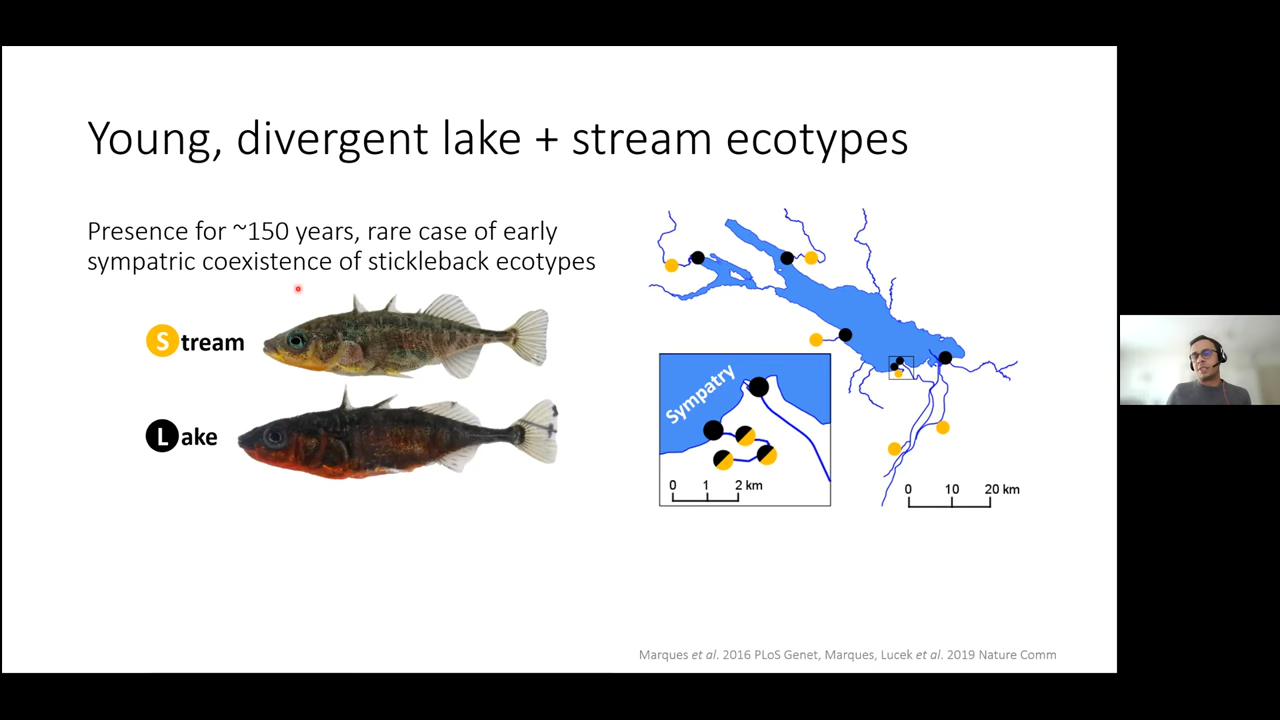 Young, divergent lake + stream ecotypes
Presence for ~150 years, rare case of early
sympatric coexistence of stickleback ecotypes
Stream
Lake
Sympatry
0 1 2 km
0 10 20 km
Marques et al. 2016 PLoS Genet, Marques, Lucek et al. 2019 Nature Comm